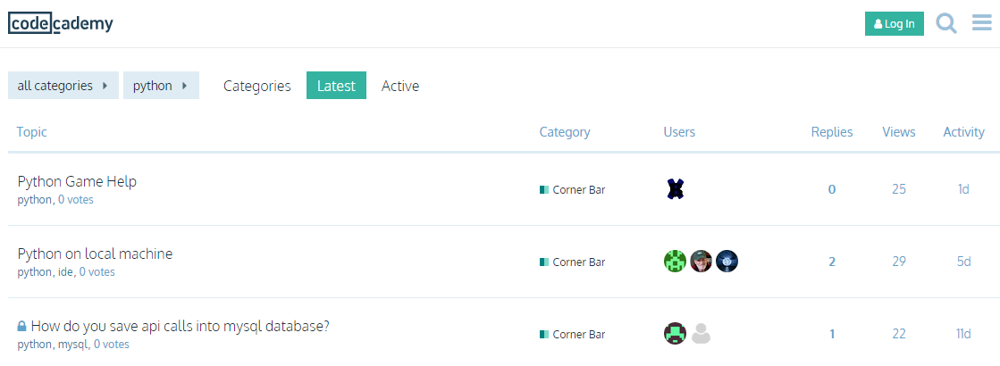 codecademy
Log In
all categories
python
Categories
Latest
Active
Topic Category Users Replies Views Activity
Python Game Help
python, 0 votes
Corner Bar
0 25 1d
Python on local machine
python, ide, 0 votes
Corner Bar
2 29 5d
How do you save api calls into mysql database?
python, mysql, 0 votes
Corner Bar
1 22 11d